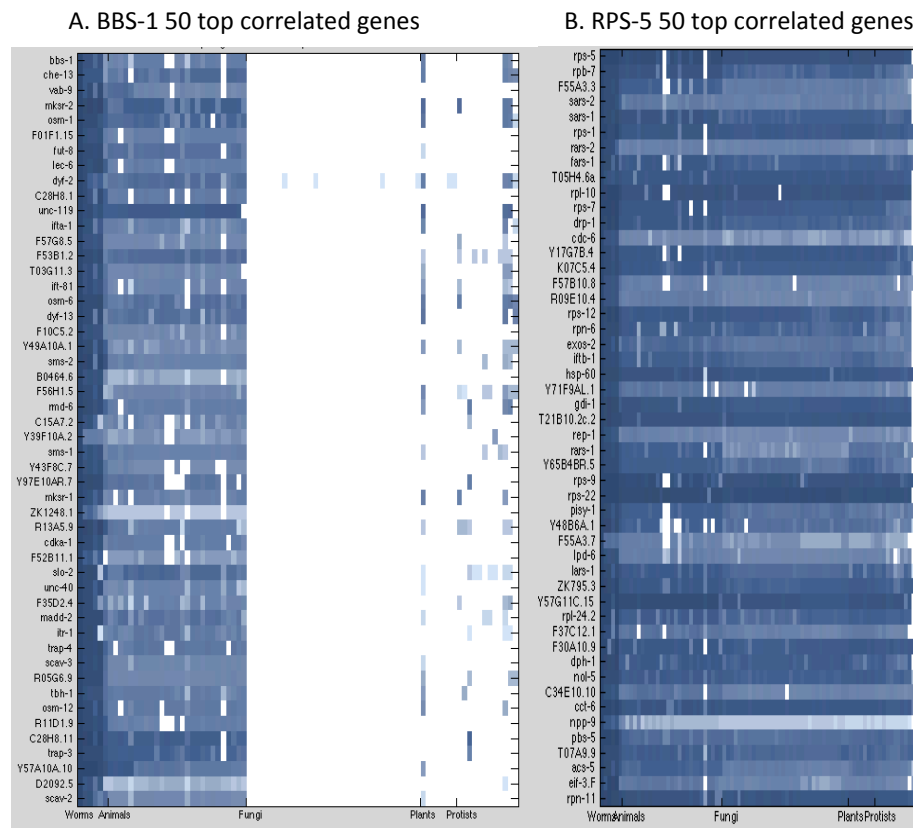 A. BBS-1 50 top correlated genes
bbs-1
che-13
vab-9
mksr-2
osm-1
F01F1.15
fut-8
lec-6
dyf-2
C28H8.1
unc-119
ifta-1
F57G8.5
F53B1.2
T03G11.3
ift-81
osm-6
dyf-13
F10C5.2
Y49A10A.1
sms-2
B0464.6
F56H1.5
rmd-6
C15A7.2
Y39F10A.2
sms-1
Y43F8C.7
Y97E10AR.7
mksr-1
ZK1248.1
R13A5.9
cdka-1
F52B11.1
slo-2
unc-40
F35D2.4
madd-2
itr-1
trap-4
scav-3
R05G6.9
tbh-1
osm-12
R11D1.9
C28H8.11
trap-3
Y57A10A.10
D2092.5
scav-2
Worms Animals Fungi Plants Protists
B. RPS-5 50 top correlated genes
rps-5
rpb-7
F55A3.3
sars-2
sars-1
rps-1
rars-2
fars-1
T05H4.6a
rpl-10
rps-7
drp-1
cdc-6
Y17G7B.4
K07C5.4
F57B10.8
R09E10.4
rps-12
rpn-6
exos-2
iftb-1
hsp-60
Y71F9AL.1
gdi-1
T21B10.2c.2
rep-1
rars-1
Y65B4BR.5
rps-9
rps-22
pisy-1
Y48B6A.1
F55A3.7
lpd-6
lars-1
ZK795.3
Y57G11C.15
rpl-24.2
F37C12.1
F30A10.9
dph-1
nol-5
C34E10.10
cct-6
npp-9
pbs-5
T07A9.9
acs-5
eif-3.F
rpn-11
Worms Animals Fungi Plants Protists